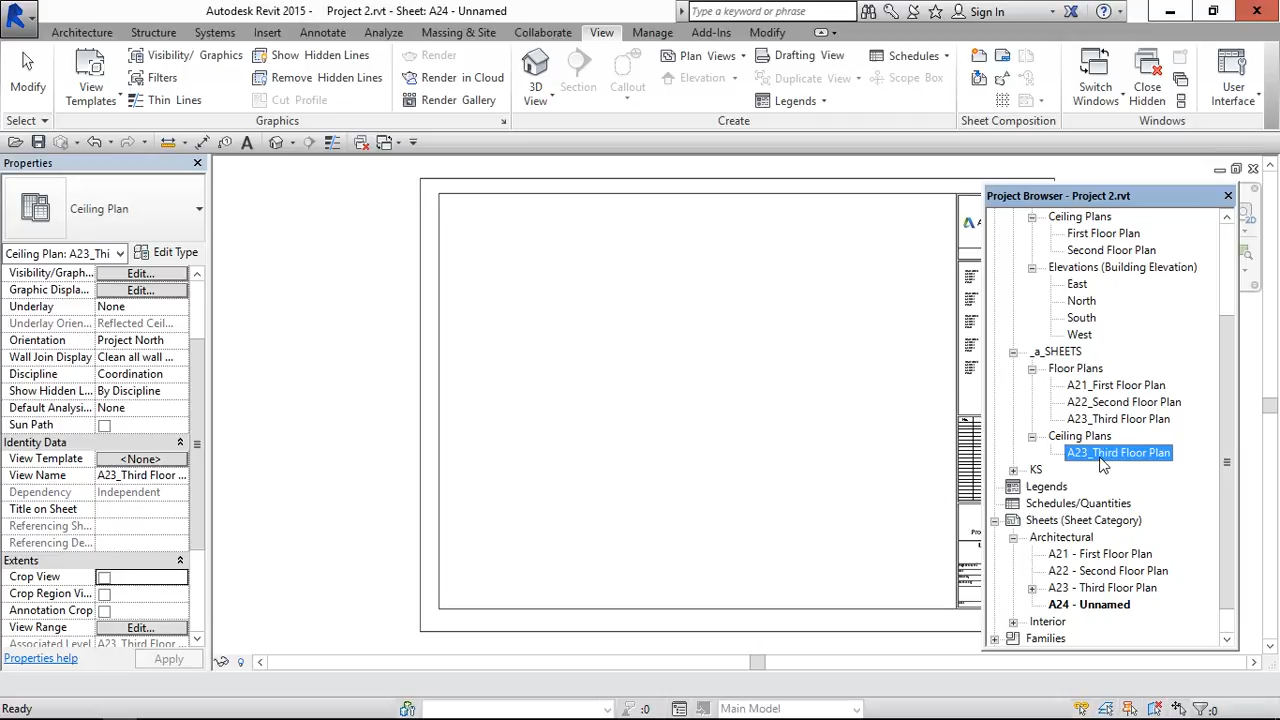 Autodesk Revit 2015 - Project 2.rvt - Sheet: A24 - Unnamed
Type a keyword or phrase
Sign In
Architecture Structure Systems Insert Annotate Analyze Massing & Site Collaborate View Manage Add-Ins Modify
Modify
View Templates
Visibility/ Graphics
Filters
Thin Lines
Show Hidden Lines
Remove Hidden Lines
Cut Profile
Render
Render in Cloud
Render Gallery
3D View
Section
Callout
Plan Views
Elevation
Legends
Drafting View
Duplicate View
Schedules
Scope Box
Switch Windows
Close Hidden
User Interface
Select
Graphics
Create
Sheet Composition
Windows
Properties
Ceiling Plan
Ceiling Plan: A23_Thi
Edit Type
Visibility/Graph... Edit...
Graphic Displa... Edit...
Underlay None
Underlay Orien... Reflected Ceil...
Orientation Project North
Wall Join Display Clean all wall ...
Discipline Coordination
Show Hidden L... By Discipline
Default Analysi... None
Sun Path
Identity Data
View Template <None>
View Name A23_Third Floor ...
Dependency Independent
Title on Sheet
Referencing Sh...
Referencing De...
Extents
Crop View
Crop Region Vi...
Annotation Crop
View Range Edit...
Associated Level A23_Third Floor
Properties help
Apply
Project Browser - Project 2.rvt
Ceiling Plans
First Floor Plan
Second Floor Plan
Elevations (Building Elevation)
East
North
South
West
_a_SHEETS
Floor Plans
A21_First Floor Plan
A22_Second Floor Plan
A23_Third Floor Plan
Ceiling Plans
A23_Third Floor Plan
KS
Legends
Schedules/Quantities
Sheets (Sheet Category)
Architectural
A21 - First Floor Plan
A22 - Second Floor Plan
A23 - Third Floor Plan
A24 - Unnamed
Interior
Families
Ready
:0
Main Model
:0